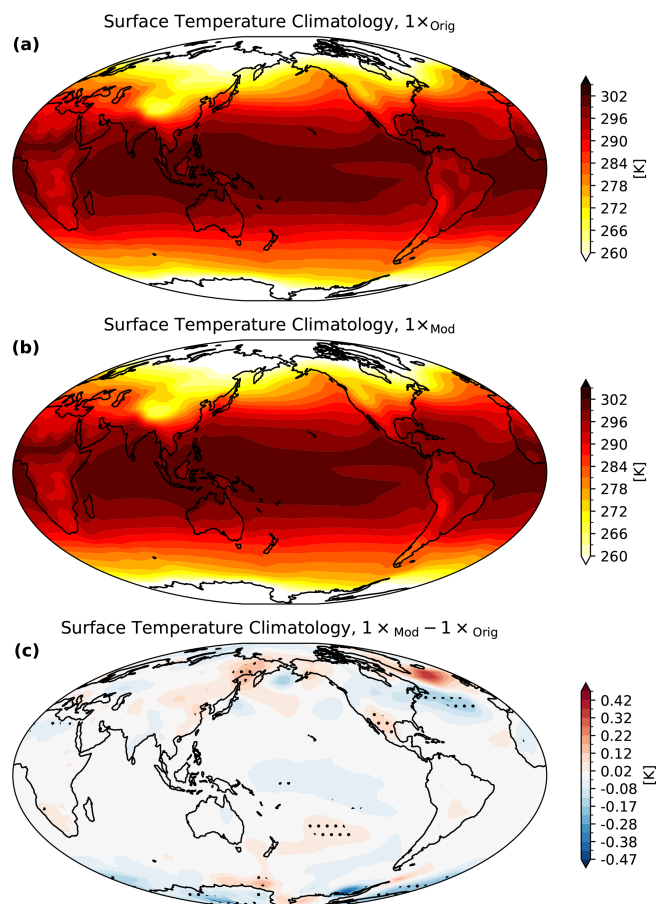 Surface Temperature Climatology, 1×Orig
(a)
302
296
290
284
278
272
266
260
[K]
Surface Temperature Climatology, 1×Mod
(b)
302
296
290
284
278
272
266
260
[K]
Surface Temperature Climatology, 1 × Mod − 1 × Orig
(c)
0.42
0.32
0.22
0.12
0.02
-0.08
-0.17
-0.28
-0.38
-0.47
[K]